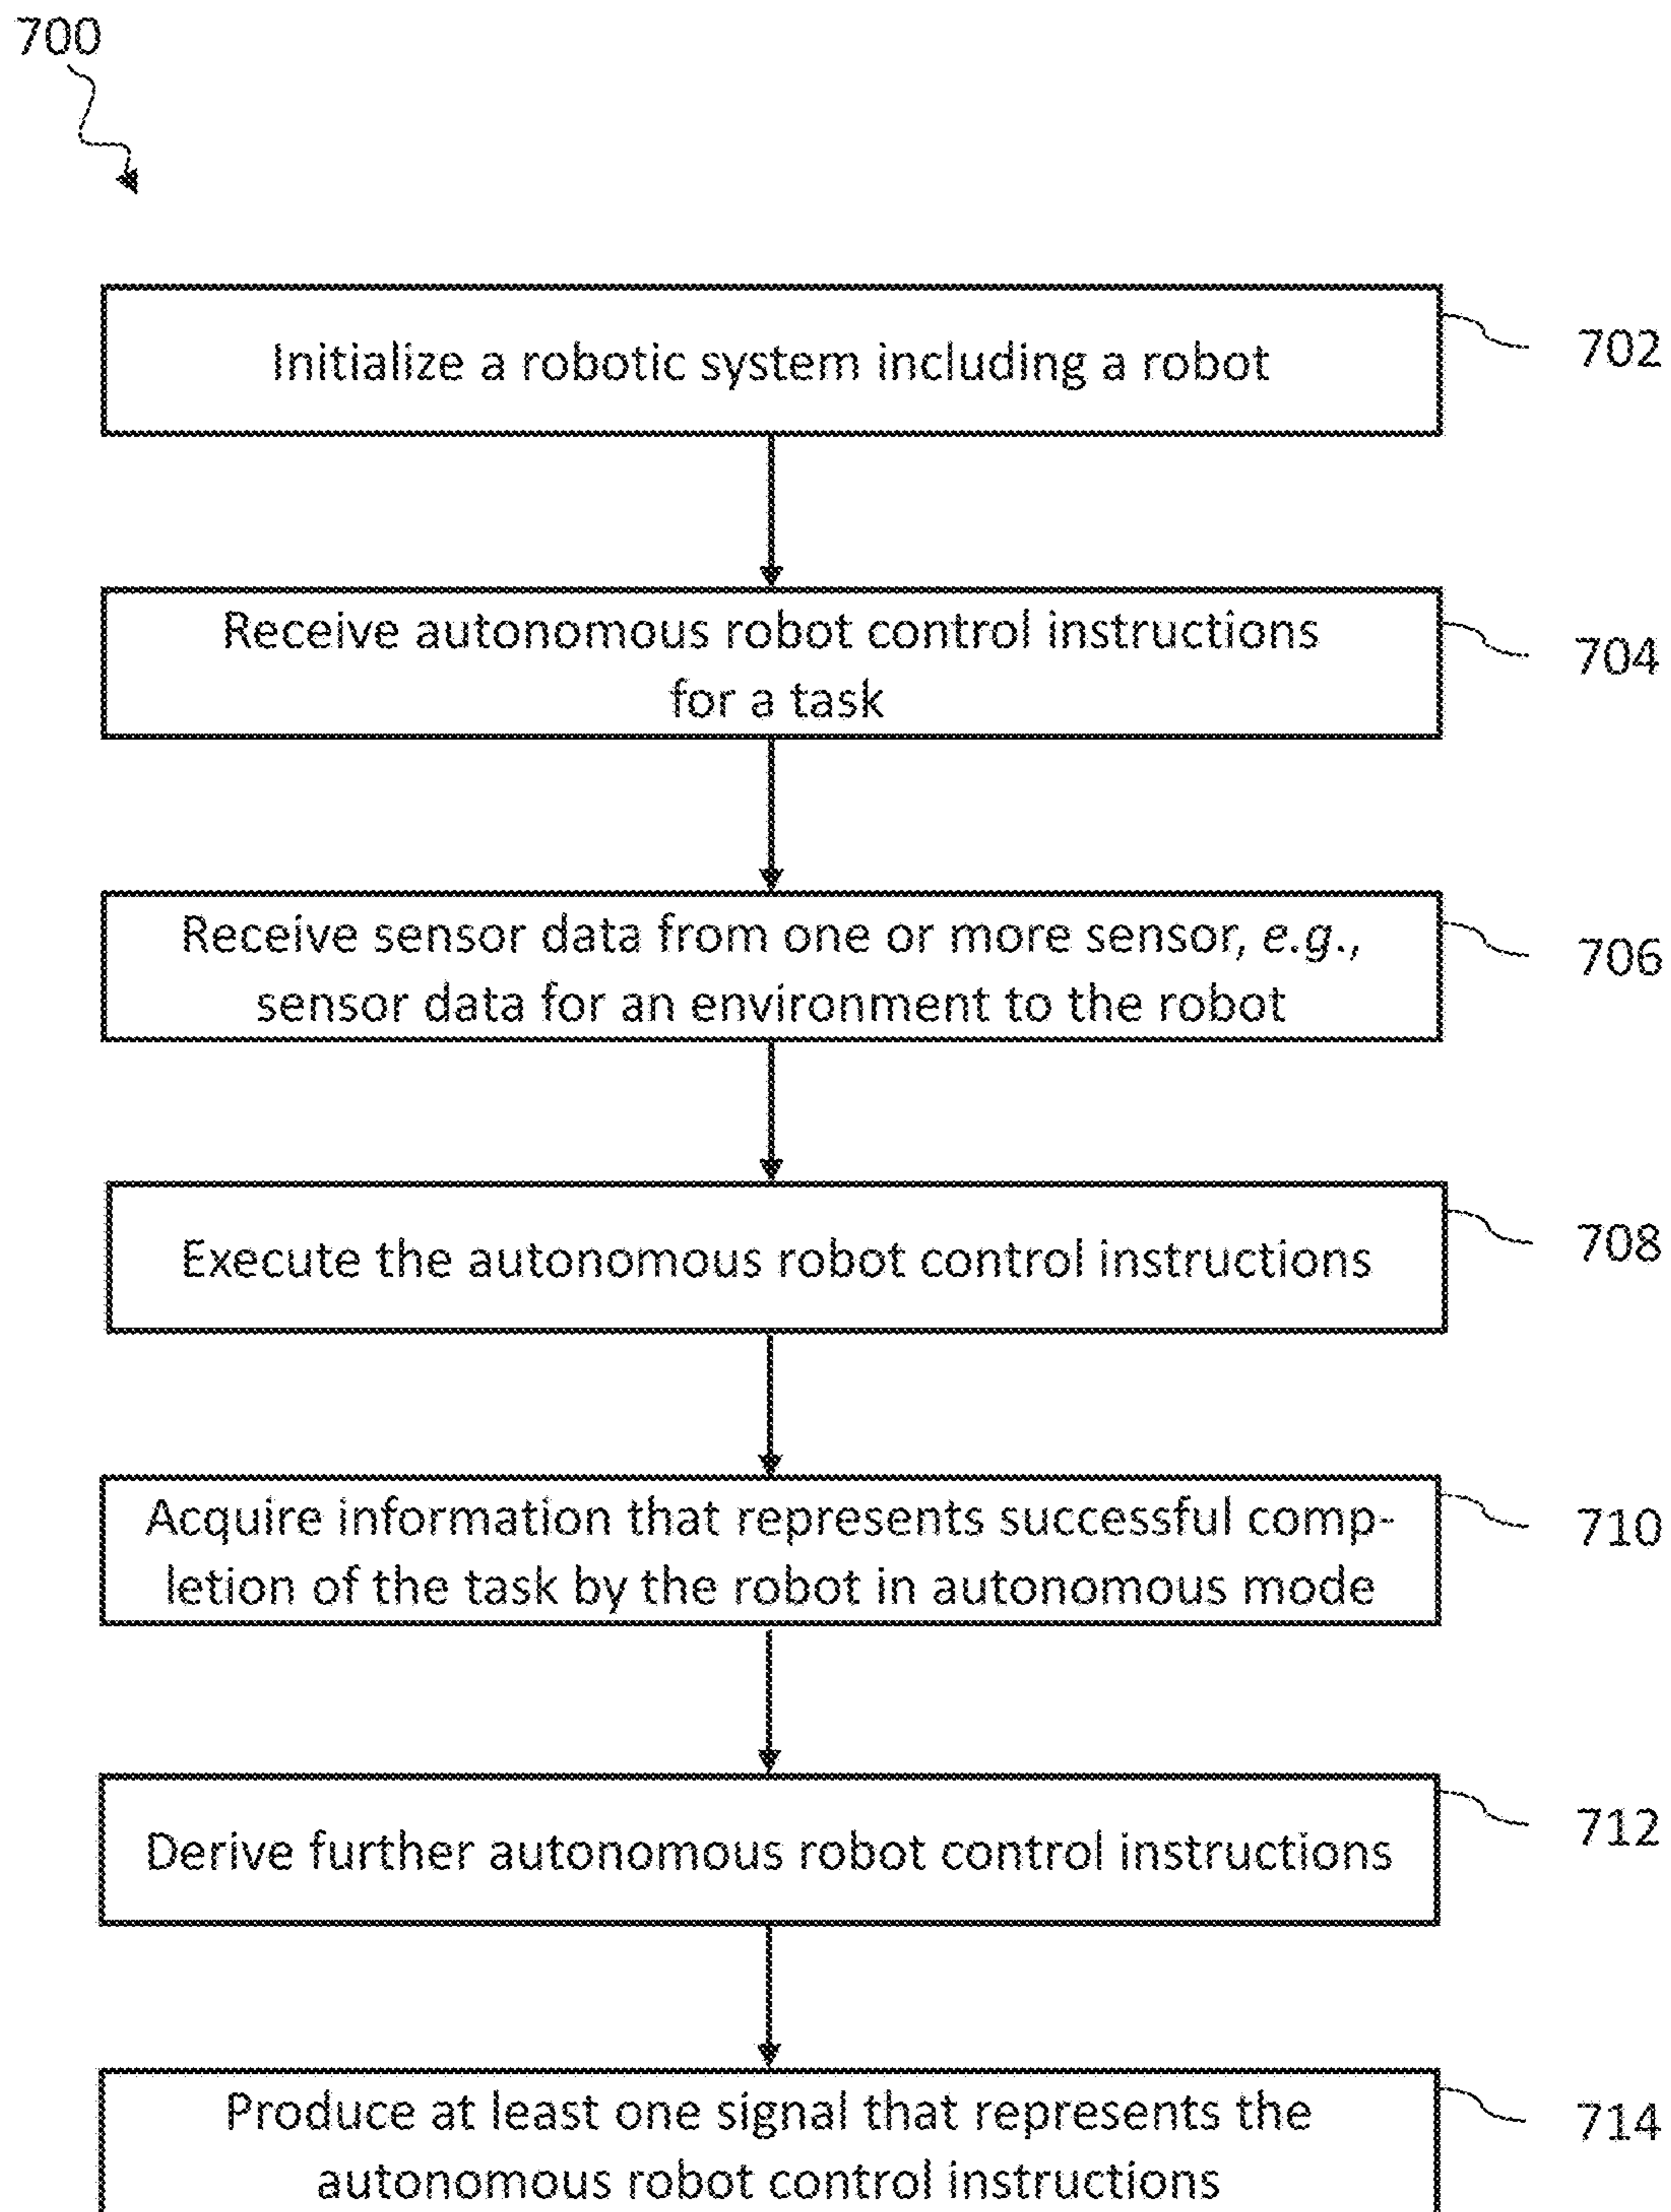 700
Initialize a robotic system including a robot
702
Receive autonomous robot control instructions
for a task
704
Receive sensor data from one or more sensor, e.g.,
sensor data for an environment to the robot
706
Execute the autonomous robot control instructions
708
Acquire information that represents successful comp-
letion of the task by the robot in autonomous mode
710
Derive further autonomous robot control instructions
712
Produce at least one signal that represents the
autonomous robot control instructions
714